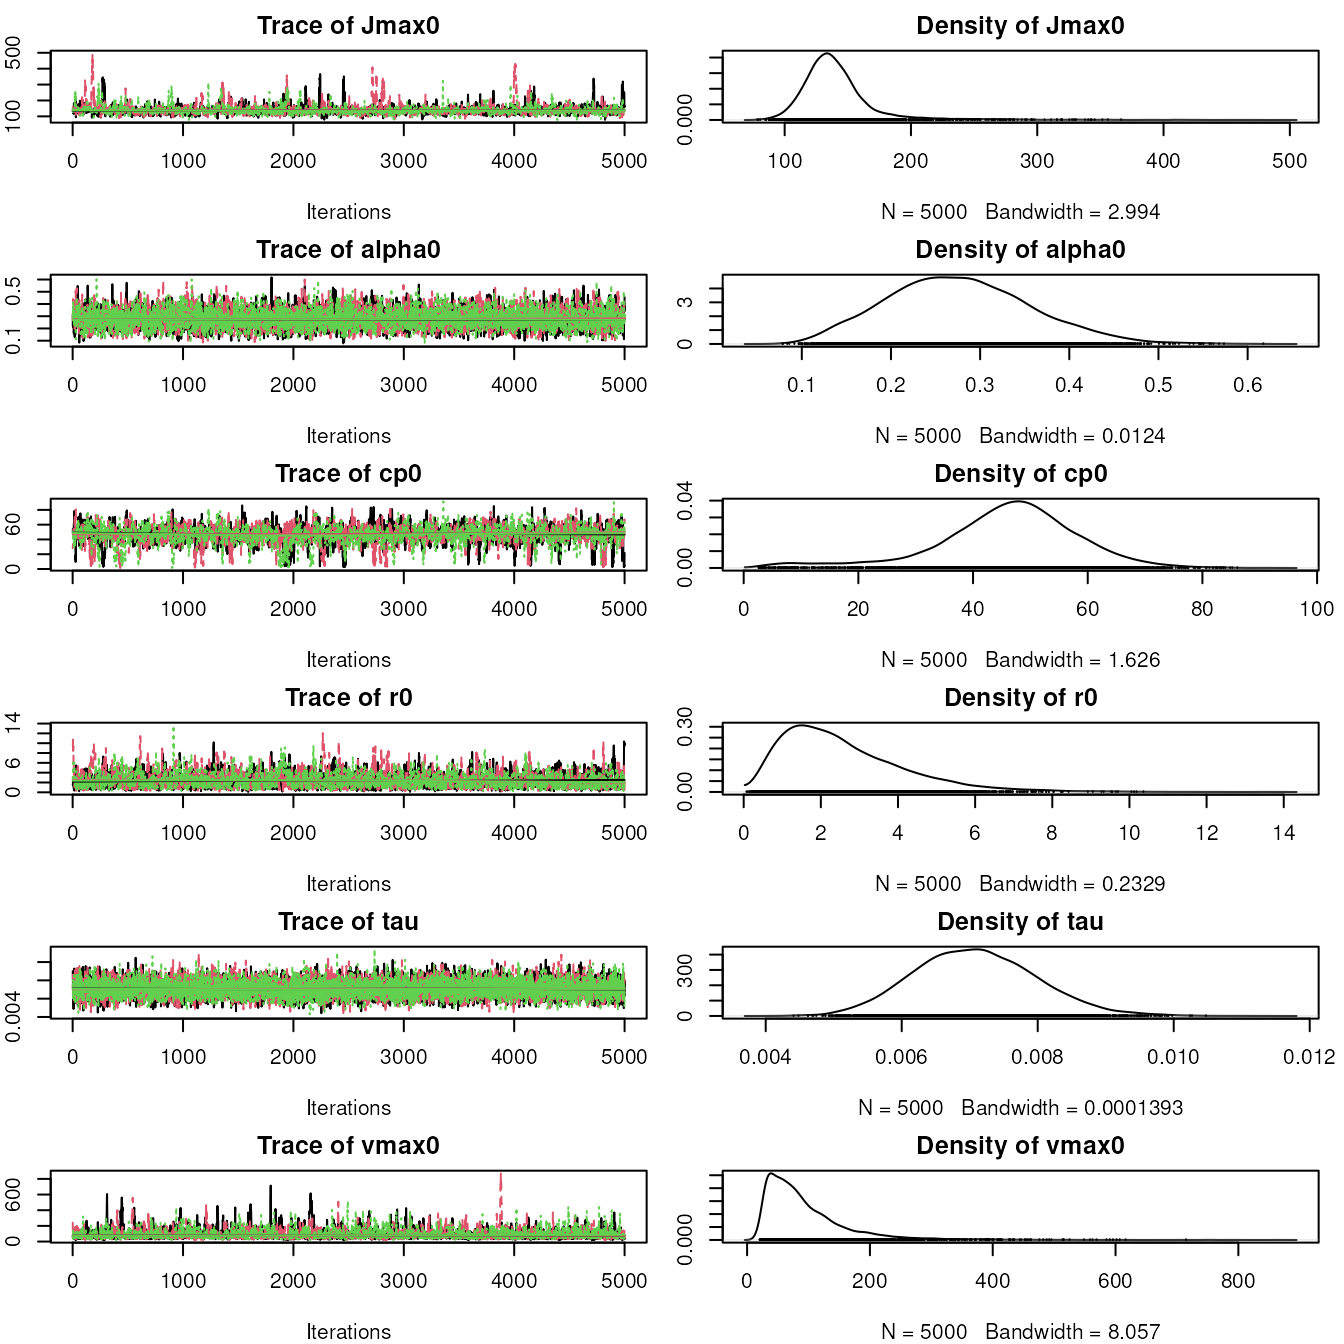 Trace of Jmax0
Density of Jmax0
100 500
0.000
0 1000 2000 3000 4000 5000
100 200 300 400 500
Iterations
N = 5000 Bandwidth = 2.994
Trace of alpha0
Density of alpha0
0.1 0.5
0 3
0 1000 2000 3000 4000 5000
0.1 0.2 0.3 0.4 0.5 0.6
Iterations
N = 5000 Bandwidth = 0.0124
Trace of cp0
Density of cp0
0 60
0.00 0.04
0 1000 2000 3000 4000 5000
0 20 40 60 80 100
Iterations
N = 5000 Bandwidth = 1.626
Trace of r0
Density of r0
0 6 14
0.00 0.30
0 1000 2000 3000 4000 5000
0 2 4 6 8 10 12 14
Iterations
N = 5000 Bandwidth = 0.2329
Trace of tau
Density of tau
0.004
0 300
0 1000 2000 3000 4000 5000
0.004 0.006 0.008 0.010 0.012
Iterations
N = 5000 Bandwidth = 0.0001393
Trace of vmax0
Density of vmax0
0 600
0.000
0 1000 2000 3000 4000 5000
0 200 400 600 800
Iterations
N = 5000 Bandwidth = 8.057